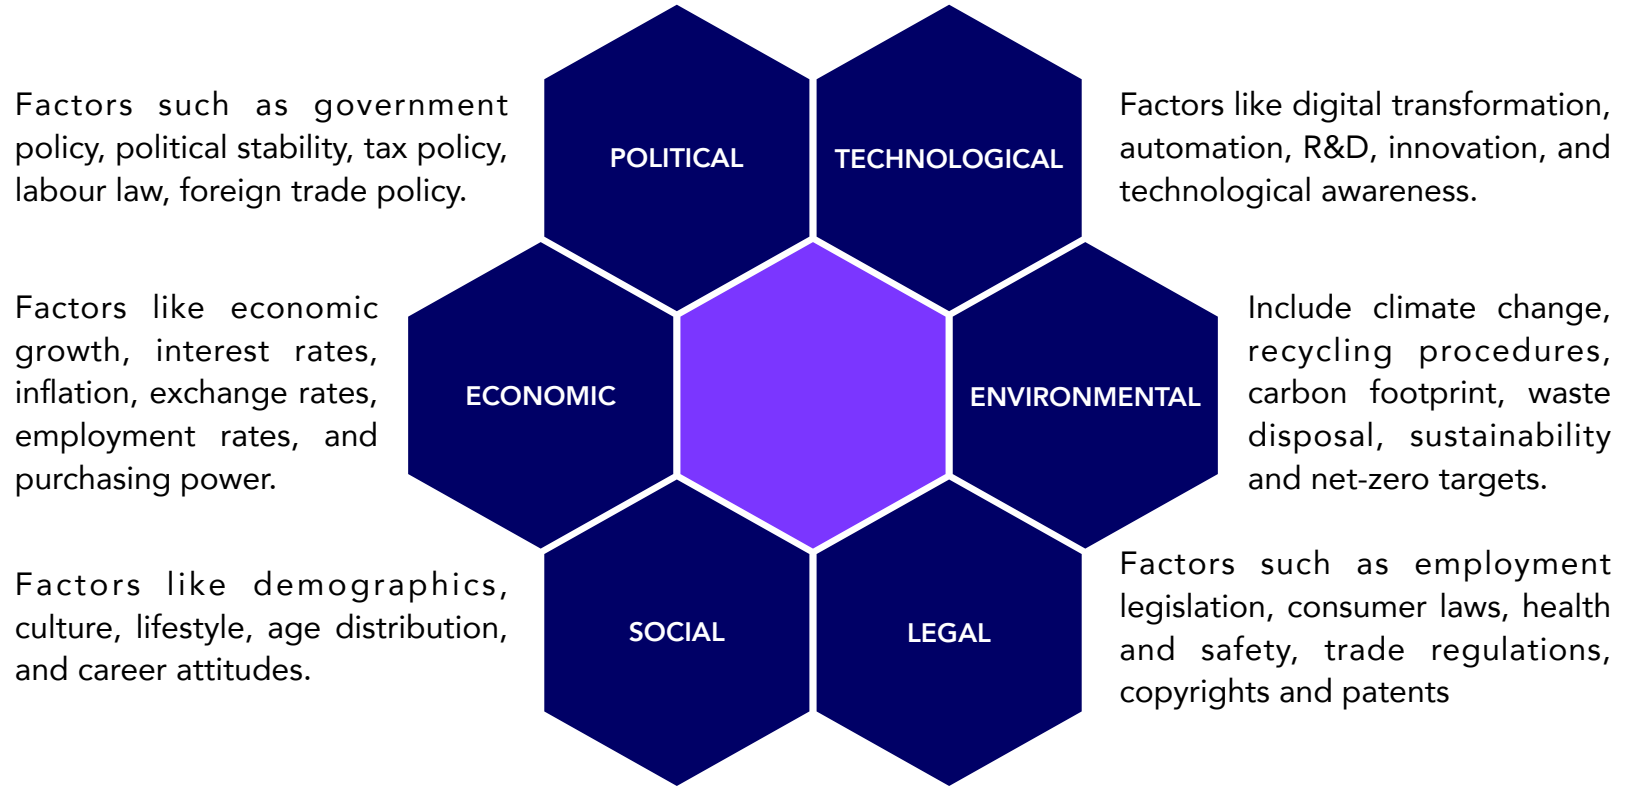 POLITICAL
Factors such as government
policy, political stability, tax policy,
labour law, foreign trade policy.
TECHNOLOGICAL
Factors like digital transformation,
automation, R&D, innovation, and
technological awareness.
ECONOMIC
Factors like economic
growth, interest rates,
inflation, exchange rates,
employment rates, and
purchasing power.
ENVIRONMENTAL
Include climate change,
recycling procedures,
carbon footprint, waste
disposal, sustainability
and net-zero targets.
SOCIAL
Factors like demographics,
culture, lifestyle, age distribution,
and career attitudes.
LEGAL
Factors such as employment
legislation, consumer laws, health
and safety, trade regulations,
copyrights and patents